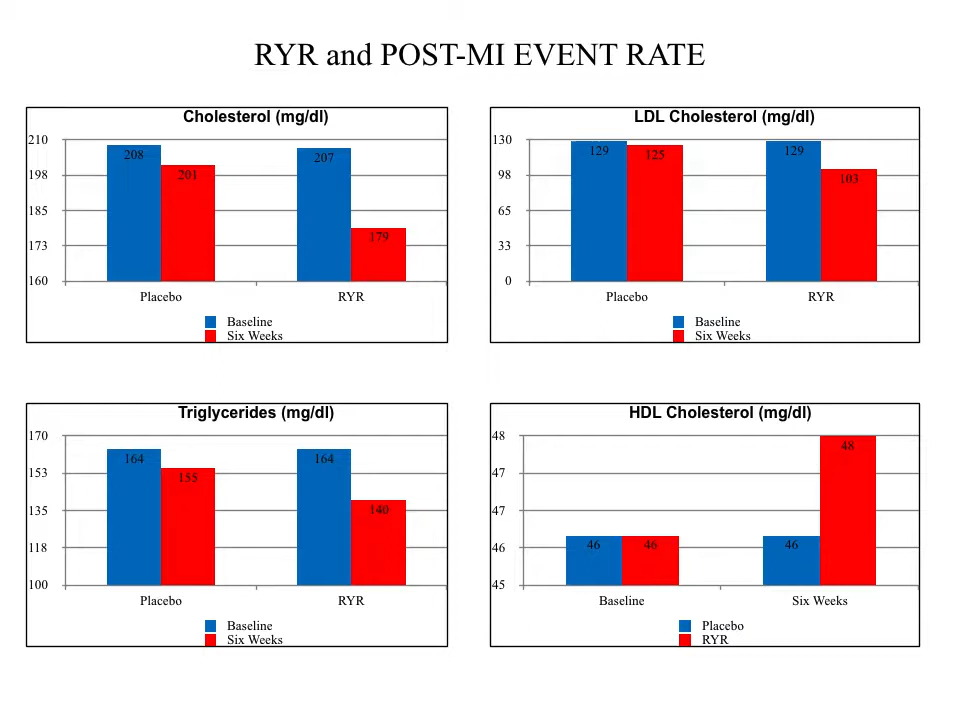 RYR and POST-MI EVENT RATE
Cholesterol (mg/dl)
210
198
185
173
160
208
201
207
179
Placebo
RYR
Baseline
Six Weeks
LDL Cholesterol (mg/dl)
130
98
65
33
0
129
125
129
103
Placebo
RYR
Baseline
Six Weeks
Triglycerides (mg/dl)
170
153
135
118
100
164
155
164
140
Placebo
RYR
Baseline
Six Weeks
HDL Cholesterol (mg/dl)
48
47
47
46
45
46
46
46
48
Baseline
Six Weeks
Placebo
RYR